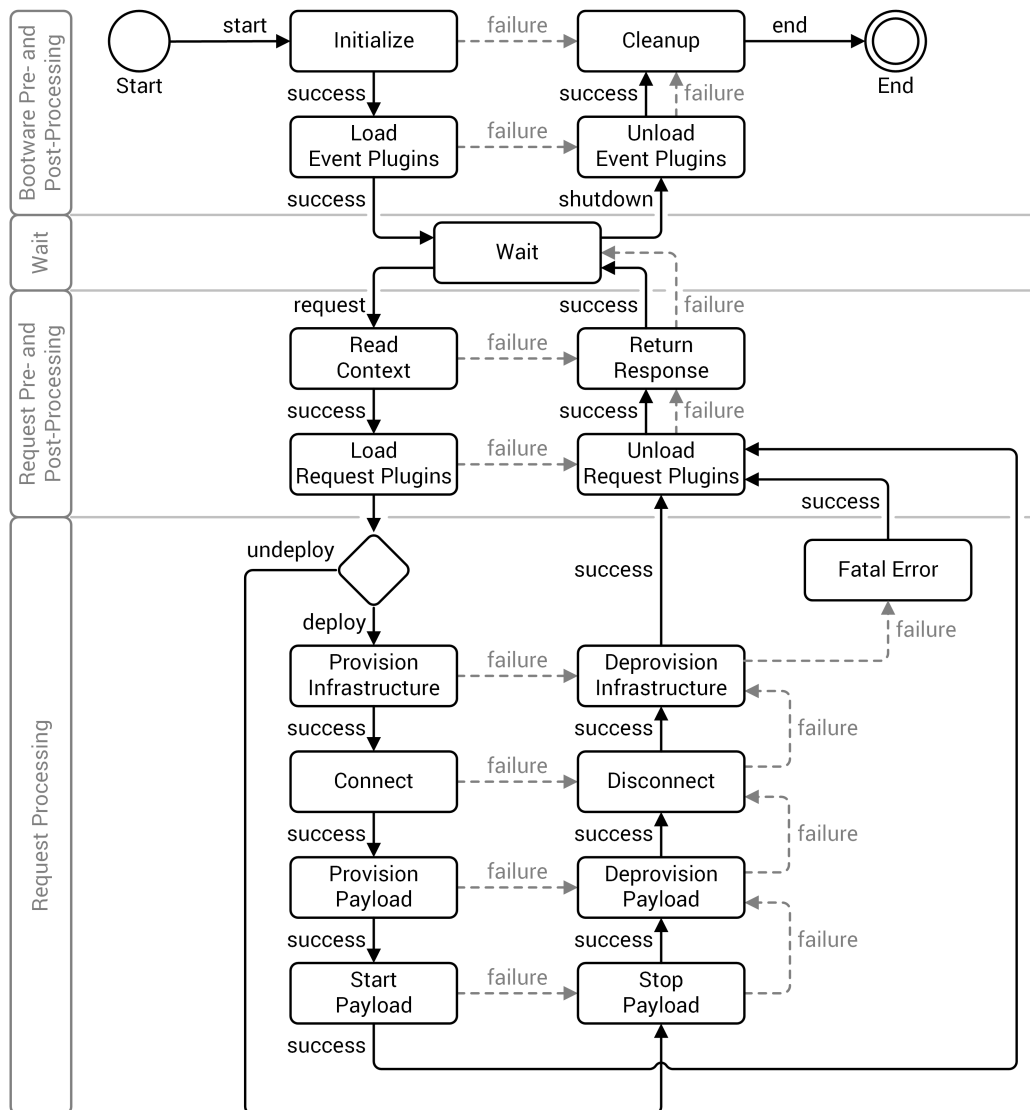 Bootware Pre- and
Post-Processing
start
Initialize
failure
Cleanup
end
Start
End
success
success
failure
Load
Event Plugins
failure
Unload
Event Plugins
success
shutdown
Wait
Wait
request
success
failure
Request Pre- and
Post-Processing
Read
Context
failure
Return
Response
success
success
failure
Load
Request Plugins
failure
Unload
Request Plugins
success
Request Processing
undeploy
success
Fatal Error
deploy
failure
Provision
Infrastructure
failure
Deprovision
Infrastructure
success
success
failure
Connect
failure
Disconnect
success
success
failure
Provision
Payload
failure
Deprovision
Payload
success
success
failure
Start
Payload
failure
Stop
Payload
success